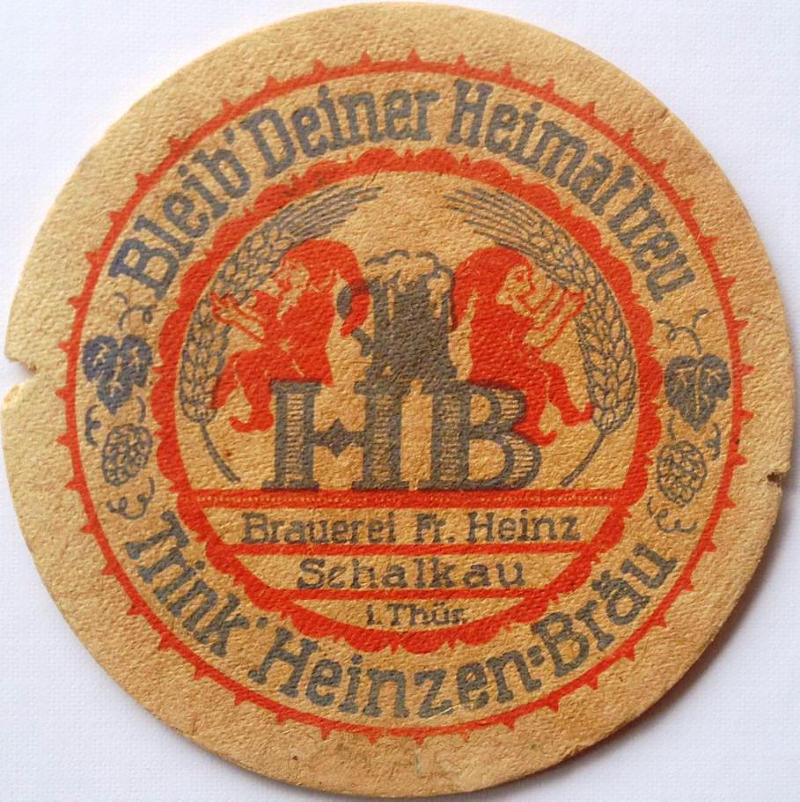 Bleib' Deiner Heimat treu
HB
Brauerei Fr. Heinz
Schalkau
i. Thür.
Trink' Heinzen-Bräu